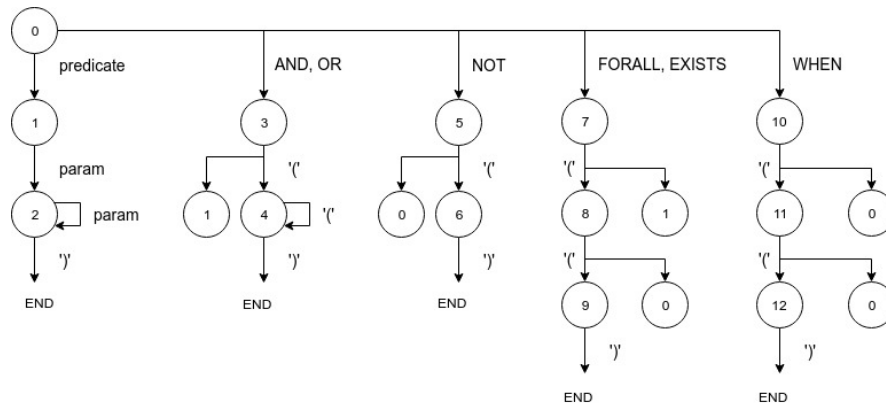 0
predicate AND, OR NOT FORALL, EXISTS WHEN
1 3 5 7 10
param '(' '(' '(' '('
2 param 1 4 '(' 0 6 8 1 11 0
')' ')' ')' '(' '('
END END END 9 0 12 0
')' ')'
END END